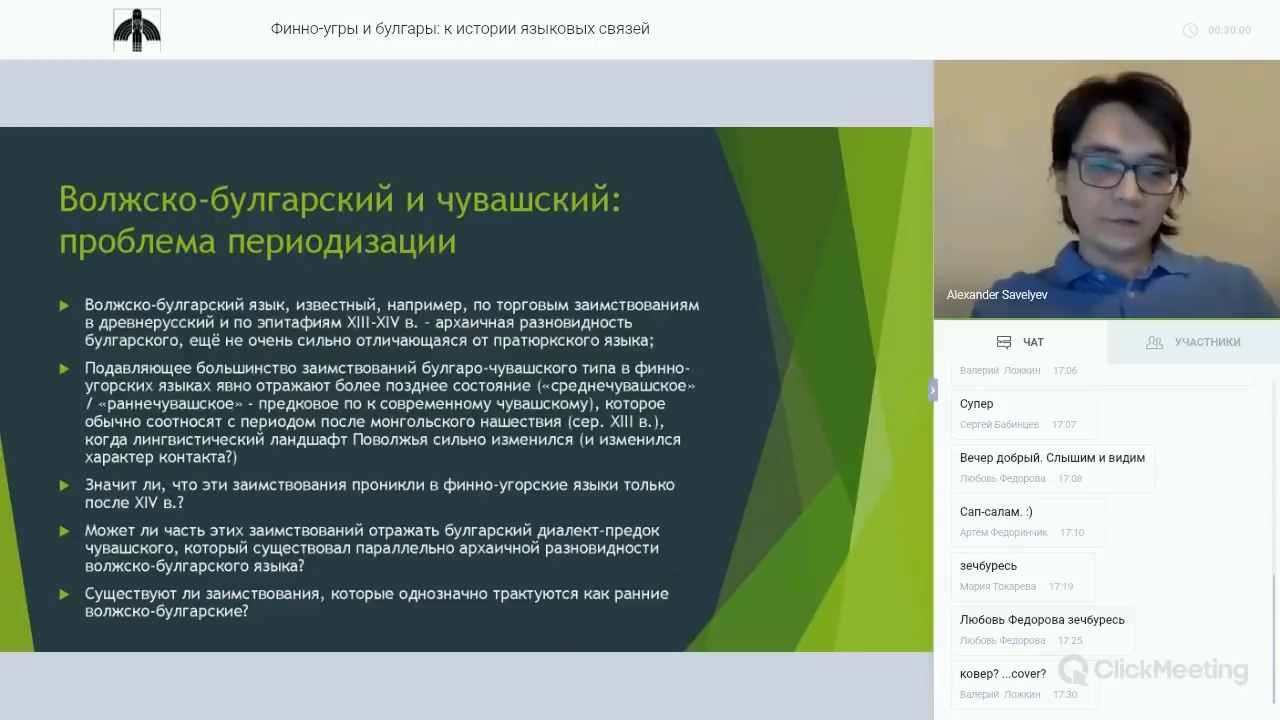 Финно-угры и булгары: к истории языковых связей
00:30:00
Волжско-булгарский и чувашский:
проблема периодизации
Волжско-булгарский язык, известный, например, по торговым заимствованиям
в древнерусский и по эпитафиям XIII-XIV в. - архаичная разновидность
булгарского, ещё не очень сильно отличающаяся от пратюркского языка;
Подавляющее большинство заимствований булгаро-чувашского типа в финно-
угорских языках явно отражают более позднее состояние («среднечувашское»
/ «раннечувашское» - предковое по к современному чувашскому), которое
обычно соотносят с периодом после монгольского нашествия (сер. XIII в.),
когда лингвистический ландшафт Поволжья сильно изменился (и изменился
характер контакта?)
Значит ли, что эти заимствования проникли в финно-угорские языки только
после XIV в.?
Может ли часть этих заимствований отражать булгарский диалект-предок
чувашского, который существовал параллельно архаичной разновидности
волжско-булгарского языка?
Существуют ли заимствования, которые однозначно трактуются как ранние
волжско-булгарские?
Alexander Savelyev
ЧАТ
УЧАСТНИКИ
Валерий Ложкин 17:06
Супер
Сергей Бабинцев 17:07
Вечер добрый. Слышим и видим
Любовь Федорова 17:08
Сап-салам. :)
Артём Федоринчик 17:10
зечбуресь
Мария Токарева 17:19
Любовь Федорова зечбуресь
Любовь Федорова 17:25
ковер? ...cover?
Валерий Ложкин 17:30
ClickMeeting